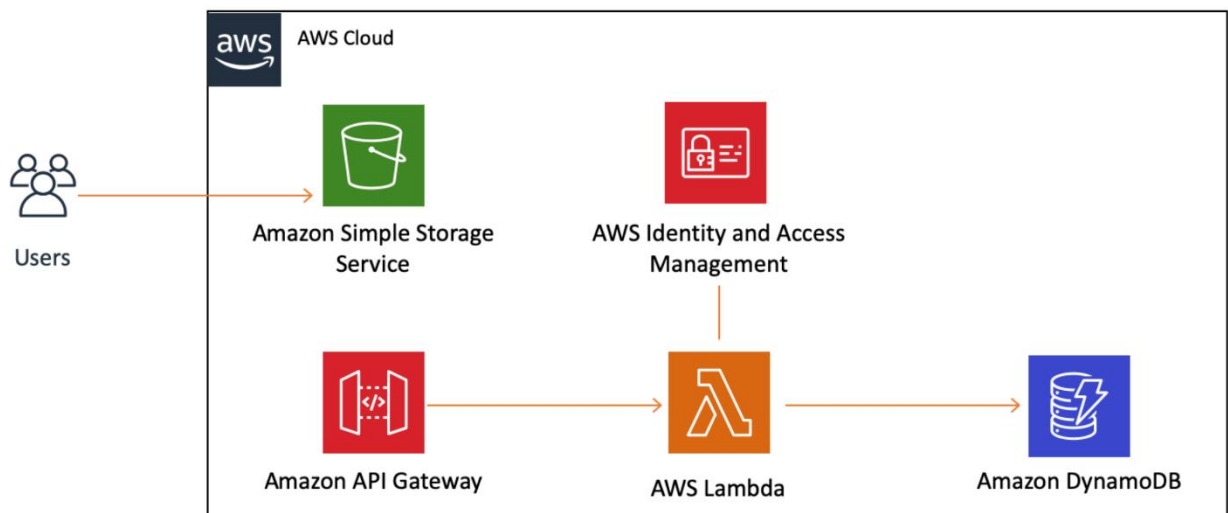 aws
AWS Cloud
Users
Amazon Simple Storage
Service
AWS Identity and Access
Management
</>
Amazon API Gateway
AWS Lambda
Amazon DynamoDB